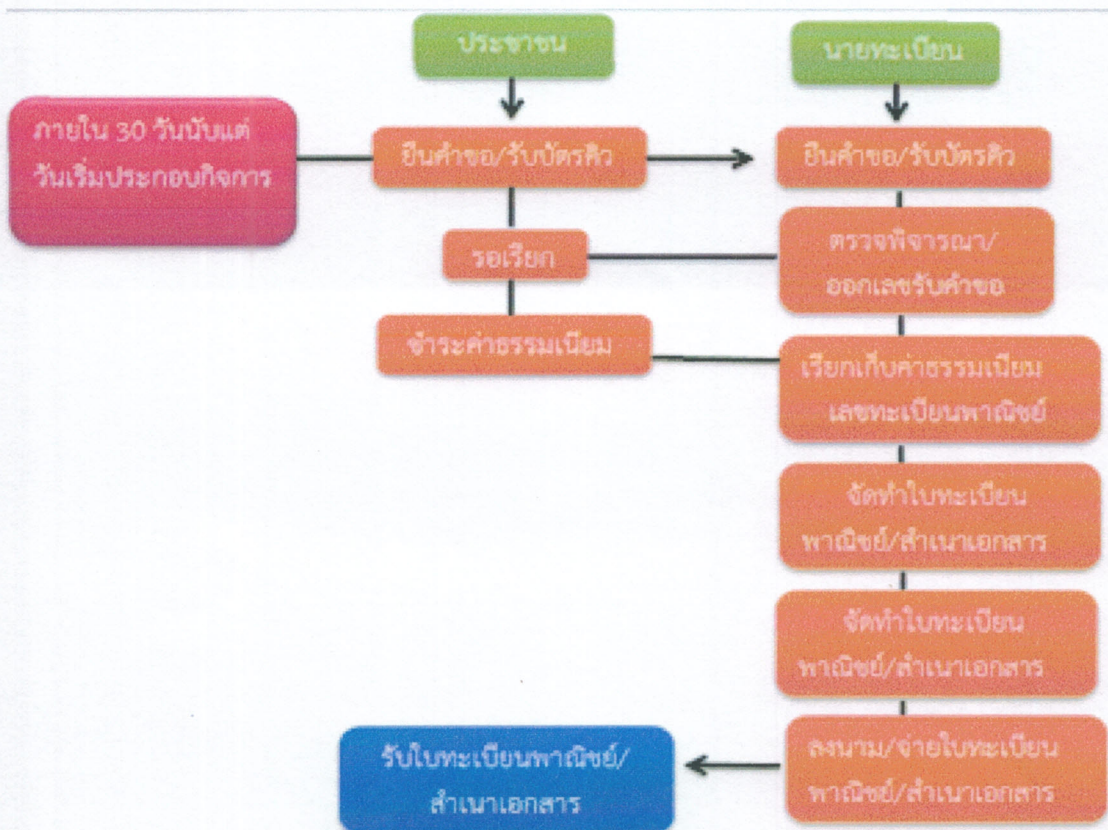 ประชาชน
นายทะเบียน
ภายใน 30 วันนับแต่
วันเริ่มประกอบกิจการ
ยื่นคำขอ/รับบัตรคิว
ยื่นคำขอ/รับบัตรคิว
รอเรียก
ตรวจพิจารณา/
ออกเลขรับคำขอ
ชำระค่าธรรมเนียม
เรียกเก็บค่าธรรมเนียม
เลขทะเบียนพาณิชย์
จัดทำใบทะเบียน
พาณิชย์/สำเนาเอกสาร
จัดทำใบทะเบียน
พาณิชย์/สำเนาเอกสาร
รับใบทะเบียนพาณิชย์/
สำเนาเอกสาร
ลงนาม/จ่ายใบทะเบียน
พาณิชย์/สำเนาเอกสาร